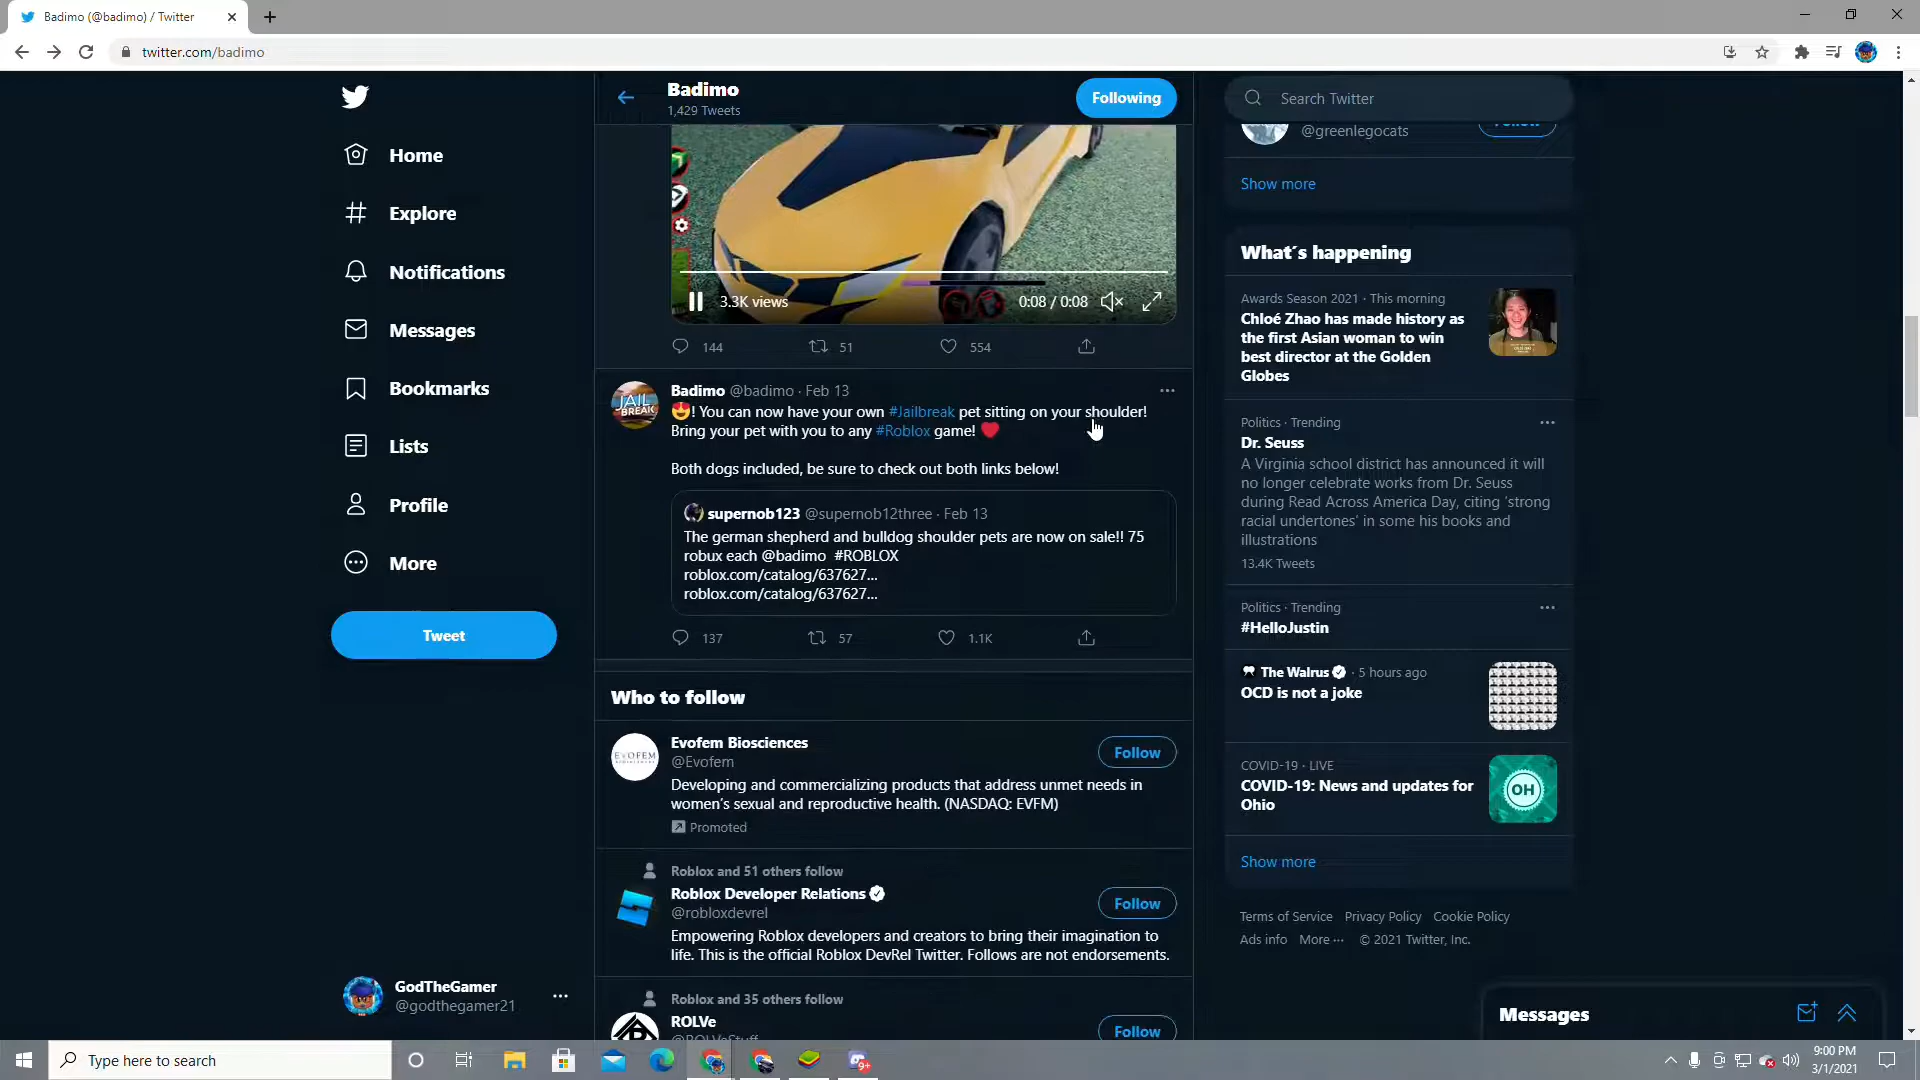 Badimo (@badimo) / Twitter
twitter.com/badimo
Home
Explore
Notifications
Messages
Bookmarks
Lists
Profile
More
Tweet
GodTheGamer
@godthegamer21
Badimo
1,429 Tweets
Following
3.3K views
0:08 / 0:08
144
51
554
JAIL
BREAK
Badimo @badimo · Feb 13
😍! You can now have your own #Jailbreak pet sitting on your shoulder!
Bring your pet with you to any #Roblox game! ❤️
Both dogs included, be sure to check out both links below!
supernob123 @supernob12three · Feb 13
The german shepherd and bulldog shoulder pets are now on sale!! 75
robux each @badimo #ROBLOX
roblox.com/catalog/637627...
roblox.com/catalog/637627...
137
57
1.1K
Who to follow
EVOFEM
Evofem Biosciences
@Evofem
Follow
Developing and commercializing products that address unmet needs in
women's sexual and reproductive health. (NASDAQ: EVFM)
Promoted
Roblox and 51 others follow
Roblox Developer Relations
@robloxdevrel
Follow
Empowering Roblox developers and creators to bring their imagination to
life. This is the official Roblox DevRel Twitter. Follows are not endorsements.
Roblox and 35 others follow
ROLVe
@ROLVeStuff
Follow
Search Twitter
@greenlegocats
Follow
Show more
What's happening
Awards Season 2021 · This morning
Chloé Zhao has made history as
the first Asian woman to win
best director at the Golden
Globes
Politics · Trending
Dr. Seuss
A Virginia school district has announced it will
no longer celebrate works from Dr. Seuss
during Read Across America Day, citing 'strong
racial undertones' in some his books and
illustrations
13.4K Tweets
Politics · Trending
#HelloJustin
The Walrus · 5 hours ago
OCD is not a joke
COVID-19 · LIVE
COVID-19: News and updates for
Ohio
OH
Show more
Terms of Service Privacy Policy Cookie Policy
Ads info More ··· © 2021 Twitter, Inc.
Messages
Type here to search
9+
9:00 PM
3/1/2021